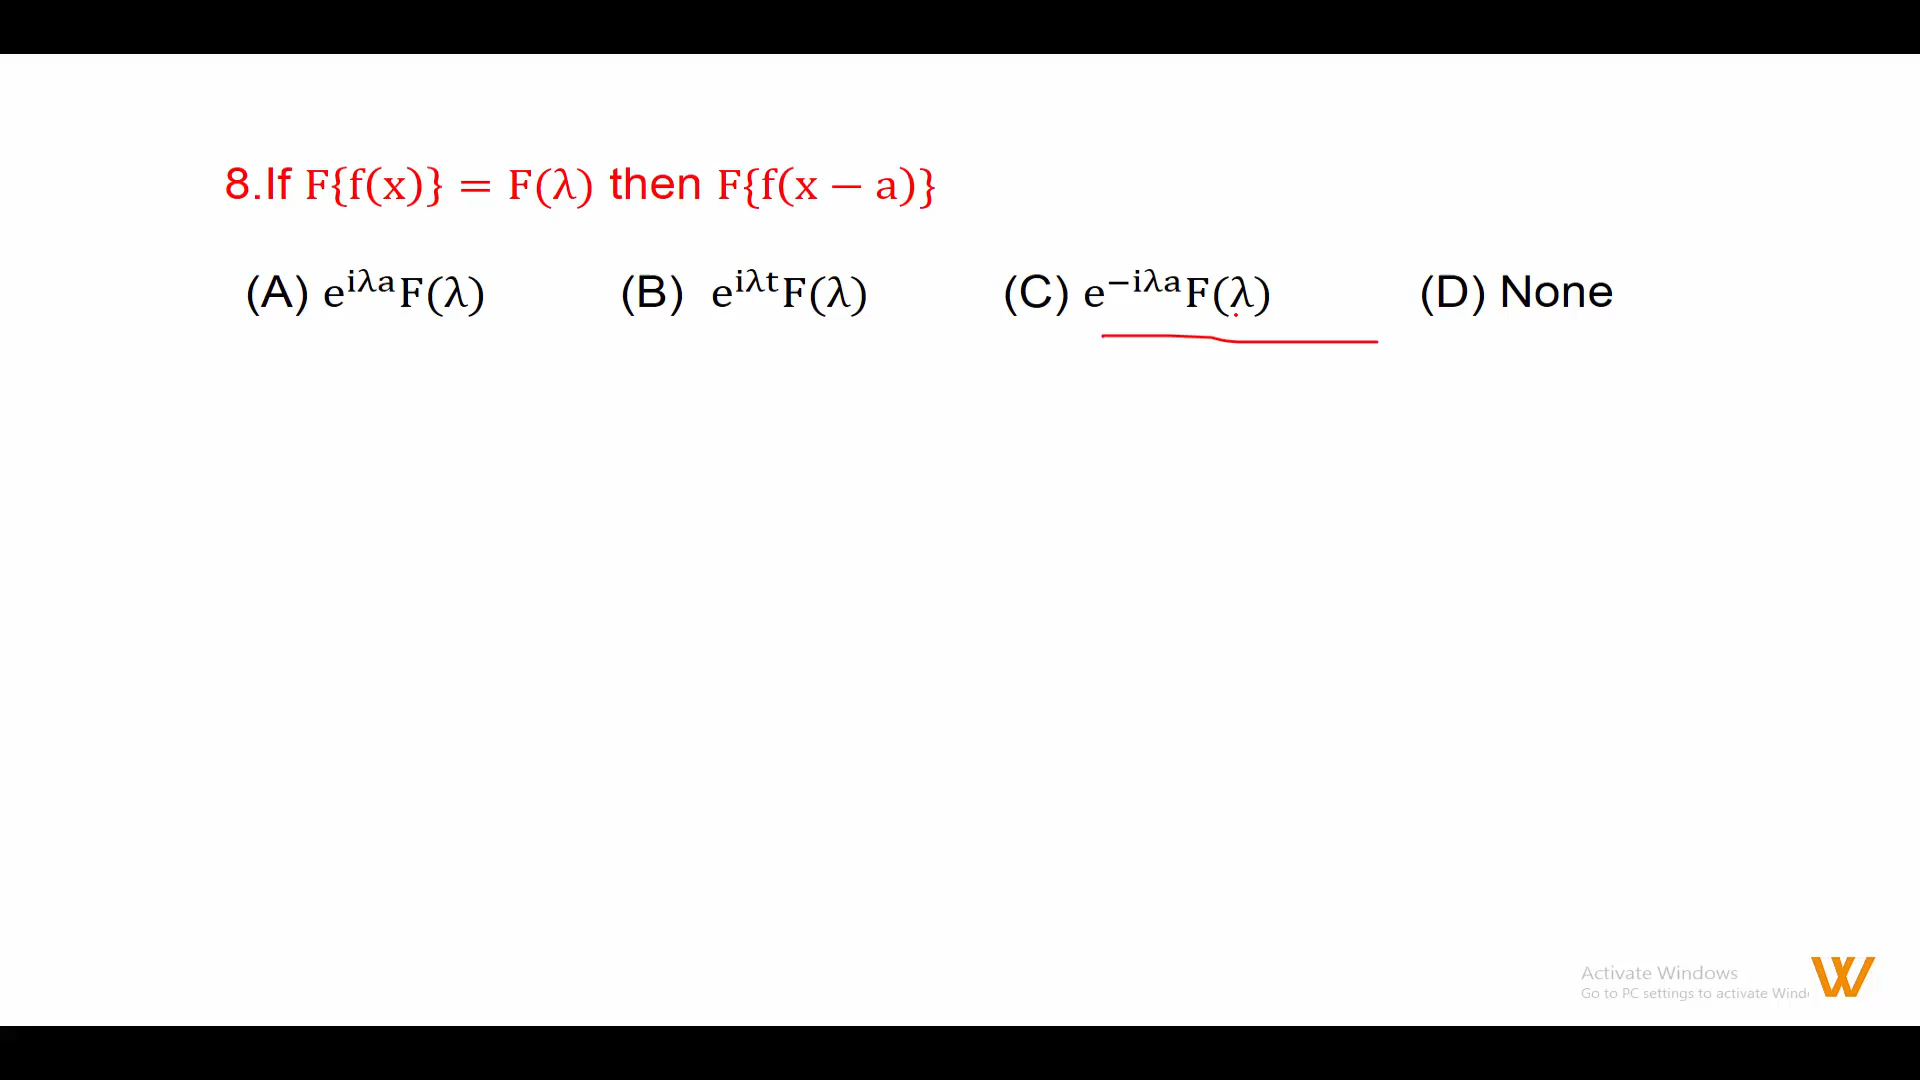 8.If F{f(x)} = F(λ) then F{f(x − a)}
(A) e^{iλa}F(λ) (B) e^{iλt}F(λ) (C) e^{−iλa}F(λ) (D) None
Activate Windows
Go to PC settings to activate Wind
W